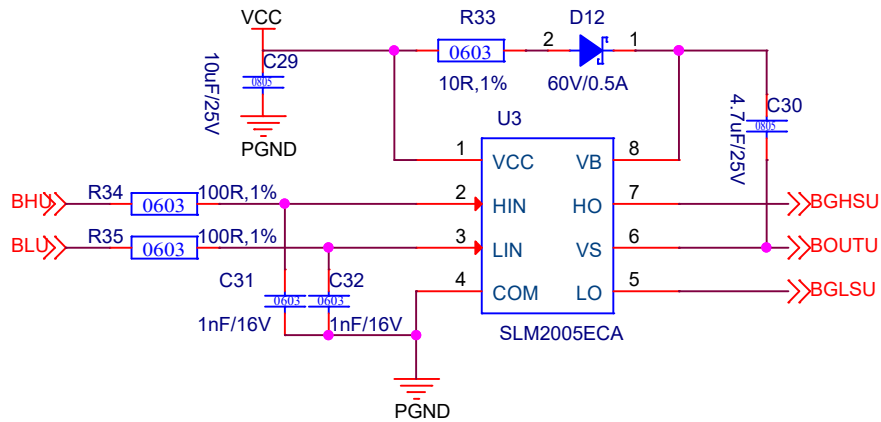 VCC
R33
D12
C29
0805
10uF/25V
PGND
0603
2
1
10R,1%
60V/0.5A
C30
0805
4.7uF/25V
U3
1
VCC
VB
8
BHU
R34
0603
100R,1%
2
HIN
HO
7
BGHSU
BLU
R35
0603
100R,1%
3
LIN
VS
6
BOUTU
C31
C32
4
COM
LO
5
BGLSU
0603
0603
1nF/16V
1nF/16V
SLM2005ECA
PGND